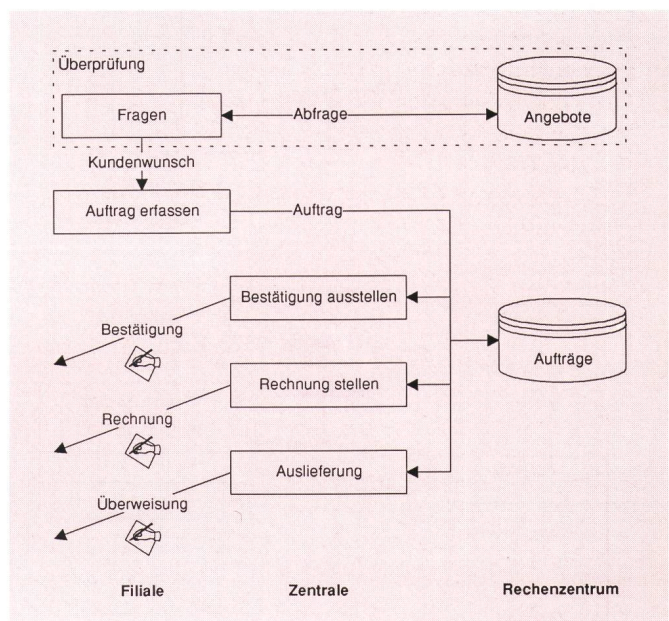 Überprüfung
Fragen
Abfrage
Angebote
Kundenwunsch
Auftrag erfassen
Auftrag
Bestätigung ausstellen
Bestätigung
Aufträge
Rechnung stellen
Rechnung
Auslieferung
Überweisung
Filiale
Zentrale
Rechenzentrum